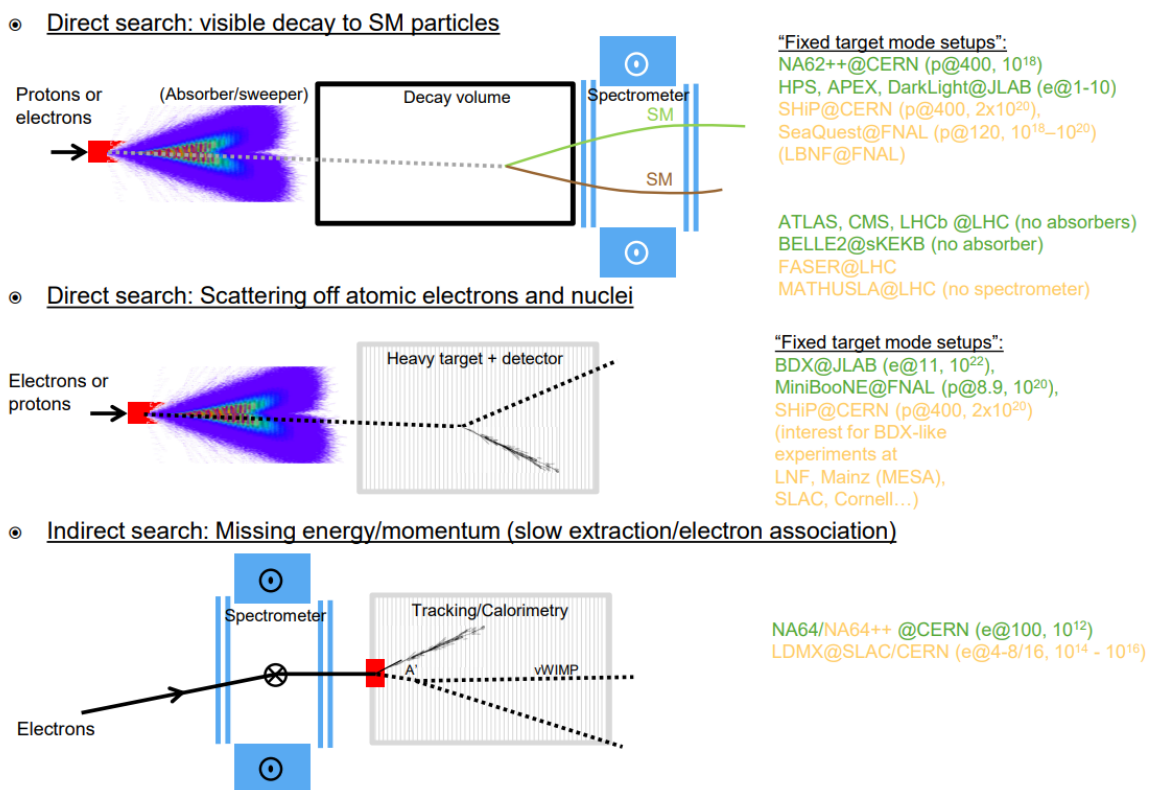 Direct search: visible decay to SM particles
Protons or
electrons
(Absorber/sweeper)
Decay volume
Spectrometer
SM
SM
“Fixed target mode setups”:
NA62++@CERN (p@400, 10¹⁸)
HPS, APEX, DarkLight@JLAB (e@1-10)
SHiP@CERN (p@400, 2x10²⁰),
SeaQuest@FNAL (p@120, 10¹⁸–10²⁰)
(LBNF@FNAL)
ATLAS, CMS, LHCb @LHC (no absorbers)
BELLE2@sKEKB (no absorber)
FASER@LHC
MATHUSLA@LHC (no spectrometer)
Direct search: Scattering off atomic electrons and nuclei
Electrons or
protons
Heavy target + detector
“Fixed target mode setups”:
BDX@JLAB (e@11, 10²²),
MiniBooNE@FNAL (p@8.9, 10²⁰),
SHiP@CERN (p@400, 2x10²⁰)
(interest for BDX-like
experiments at
LNF, Mainz (MESA),
SLAC, Cornell…)
Indirect search: Missing energy/momentum (slow extraction/electron association)
Spectrometer
Electrons
Tracking/Calorimetry
A'
vWIMP
NA64/NA64++ @CERN (e@100, 10¹²)
LDMX@SLAC/CERN (e@4-8/16, 10¹⁴ - 10¹⁶)